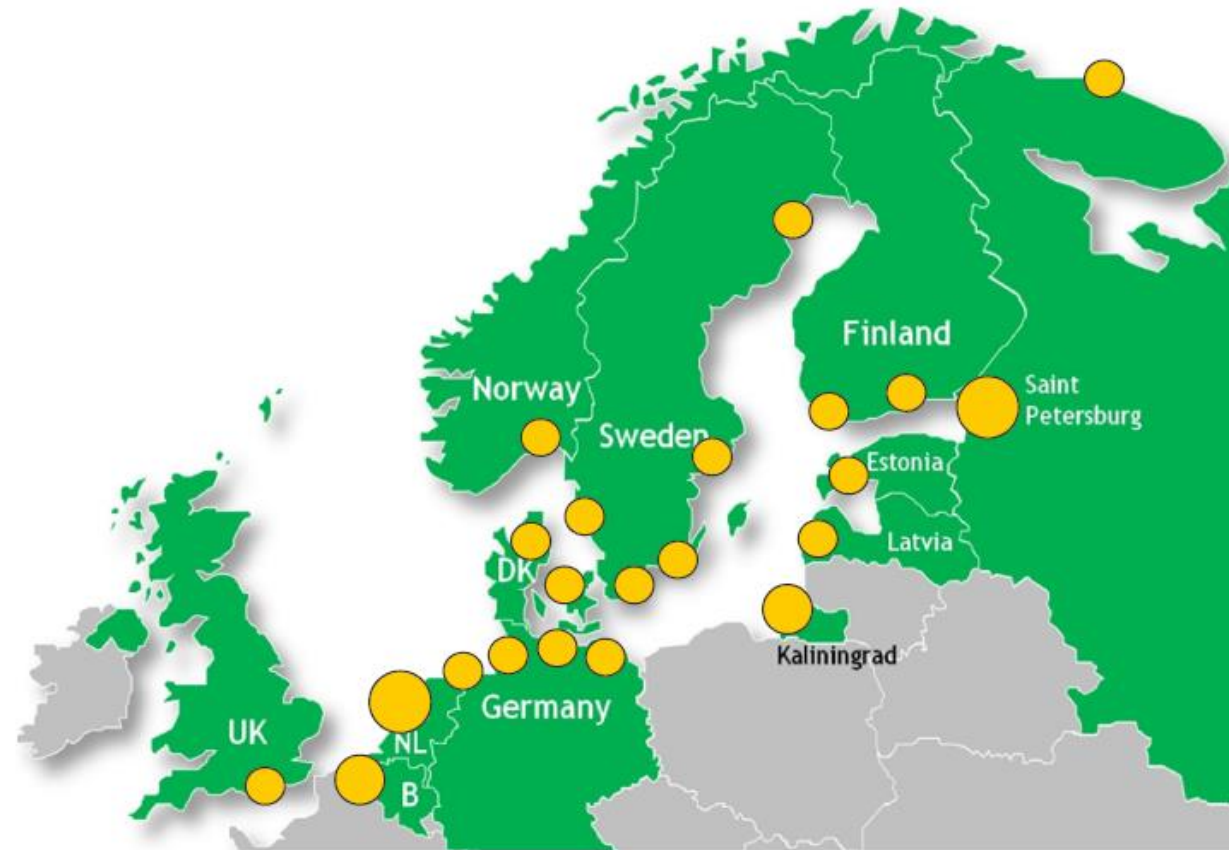 Finland
Norway
Saint
Petersburg
Sweden
Estonia
Latvia
DK
Kaliningrad
Germany
UK
NL
B